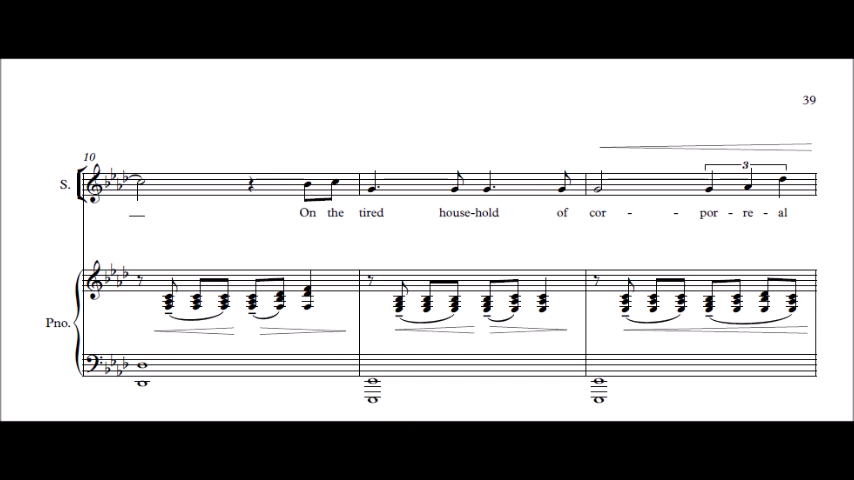 39
10
S.
3
On the tired house-hold of cor - - por - re - al
Pno.